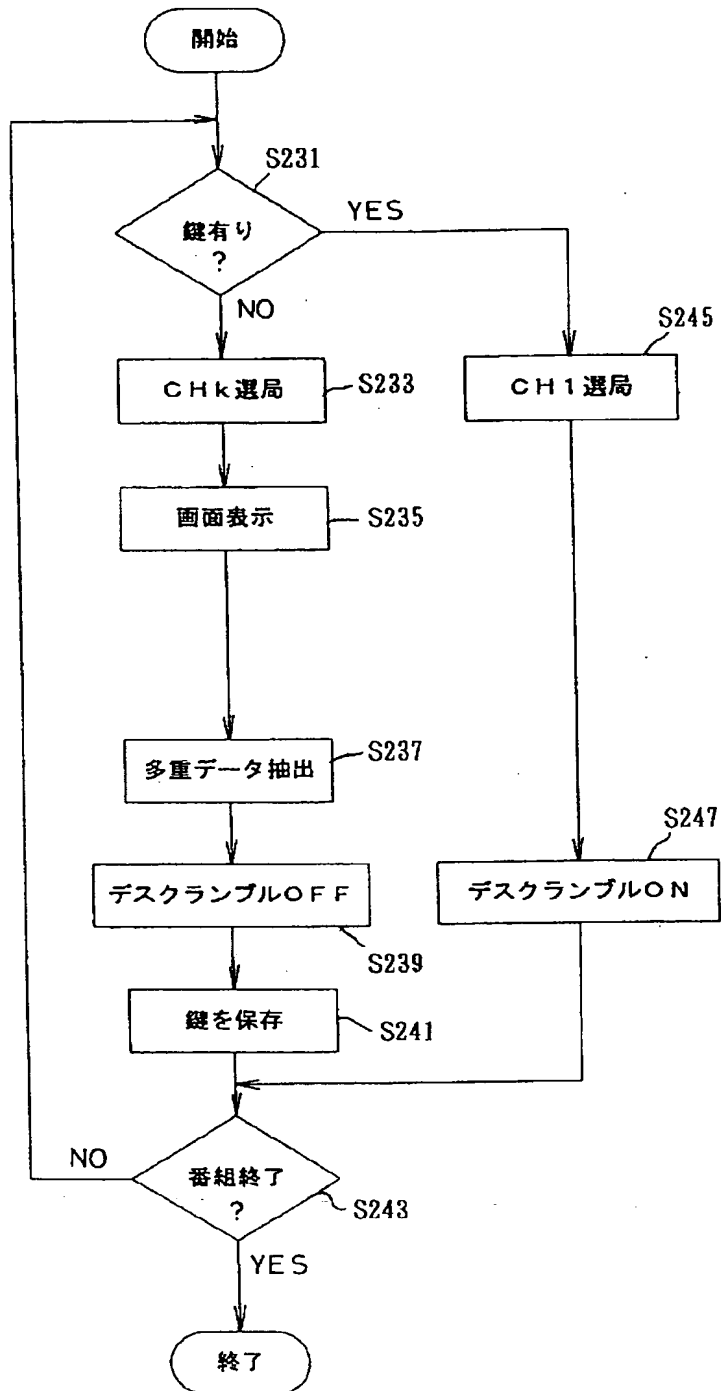 開始
S231
鍵有り
?
YES
NO
S245
CHk選局
S233
CH1選局
画面表示
S235
多重データ抽出
S237
S247
デスクランブルOFF
S239
デスクランブルON
鍵を保存
S241
NO
番組終了
?
S243
YES
終了